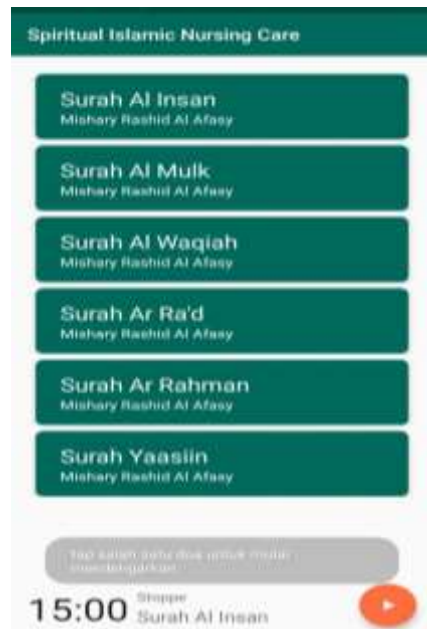 Spiritual Islamic Nursing Care
Surah Al Insan
Mishary Rashid Al Afasy
Surah Al Mulk
Mishary Rashid Al Afasy
Surah Al Waqiah
Mishary Rashid Al Afasy
Surah Ar Ra'd
Mishary Rashid Al Afasy
Surah Ar Rahman
Mishary Rashid Al Afasy
Surah Yaasiin
Mishary Rashid Al Afasy
Tap salah satu doa untuk mulai
mendengarkan
15:00
Stoppe
Surah Al Insan